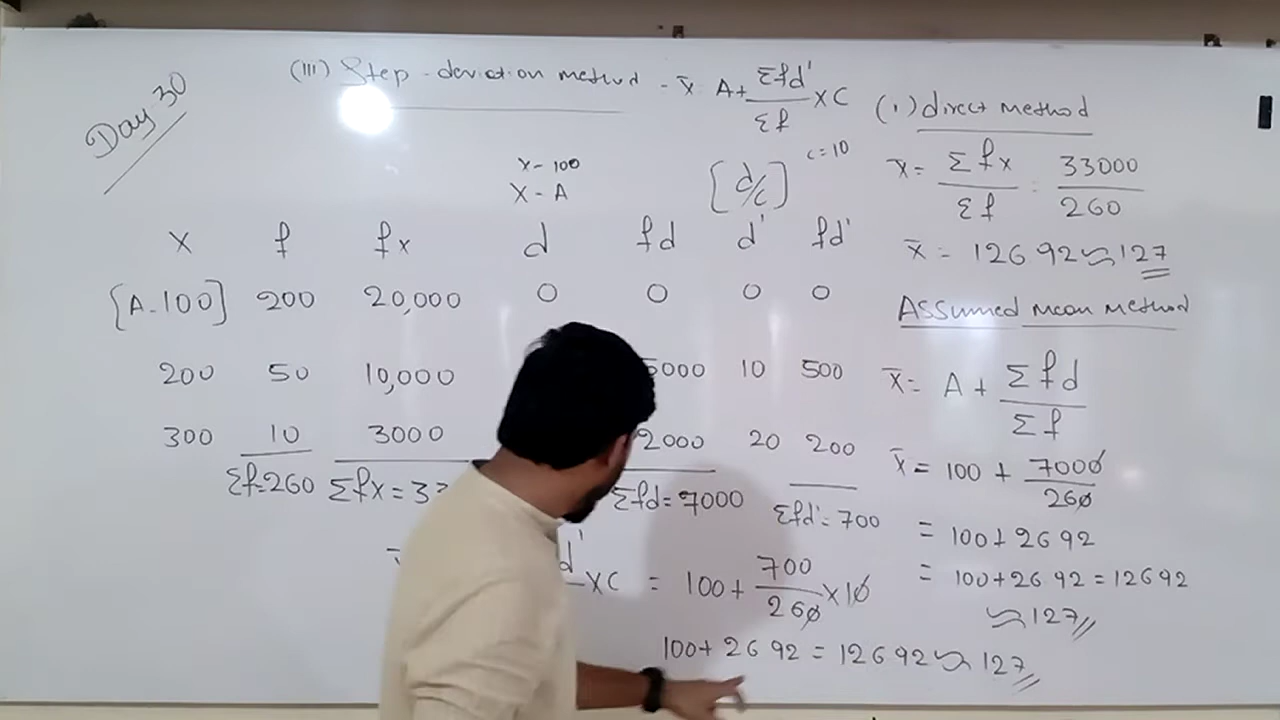 Day 30
(III) Step-deviation method - x̄ A+ Σfd'/Σf ×C
x-100
X-A
[d/c] c=10
X f fx d fd d' fd'
[A-100] 200 20,000 0 0 0 0
200 50 10,000 5000 10 500
300 10 3000 2000 20 200
Σf=260 Σfx=33 Σfd=7000 Σfd'=700
×C = 100+ 700/260 ×10
100+ 26 92 = 126 92 ≈ 127
(1) direct method
x̄= Σfx/Σf = 33000/260
x̄= 126 92 ≈ 127
Assumed mean method
x̄= A+ Σfd/Σf
x̄= 100 + 7000/260
= 100+26 92
= 100+26 92 = 126 92
≈ 127